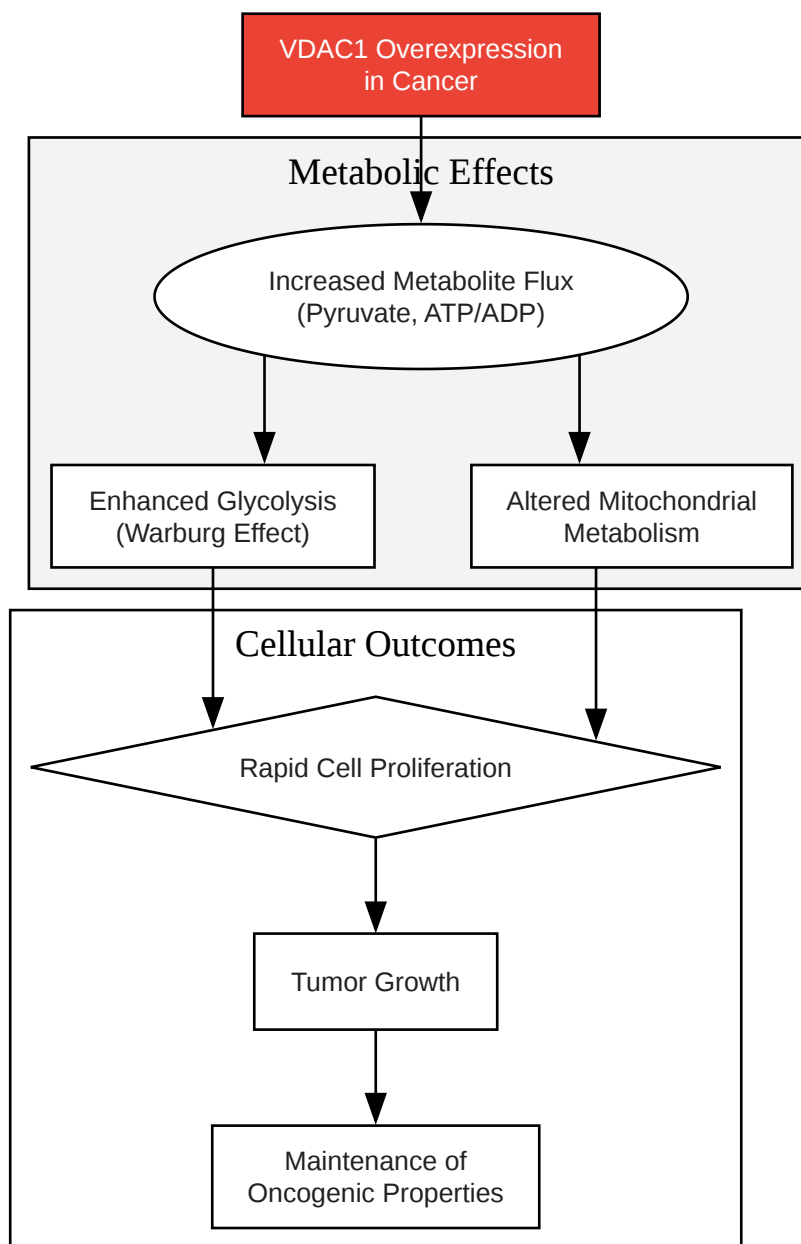 VDAC1 Overexpression
in Cancer
Metabolic Effects
Increased Metabolite Flux
(Pyruvate, ATP/ADP)
Enhanced Glycolysis
(Warburg Effect)
Altered Mitochondrial
Metabolism
Cellular Outcomes
Rapid Cell Proliferation
Tumor Growth
Maintenance of
Oncogenic Properties